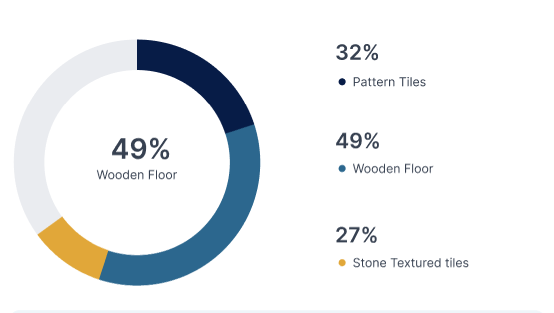 49%
Wooden Floor
32%
Pattern Tiles
49%
Wooden Floor
27%
Stone Textured tiles